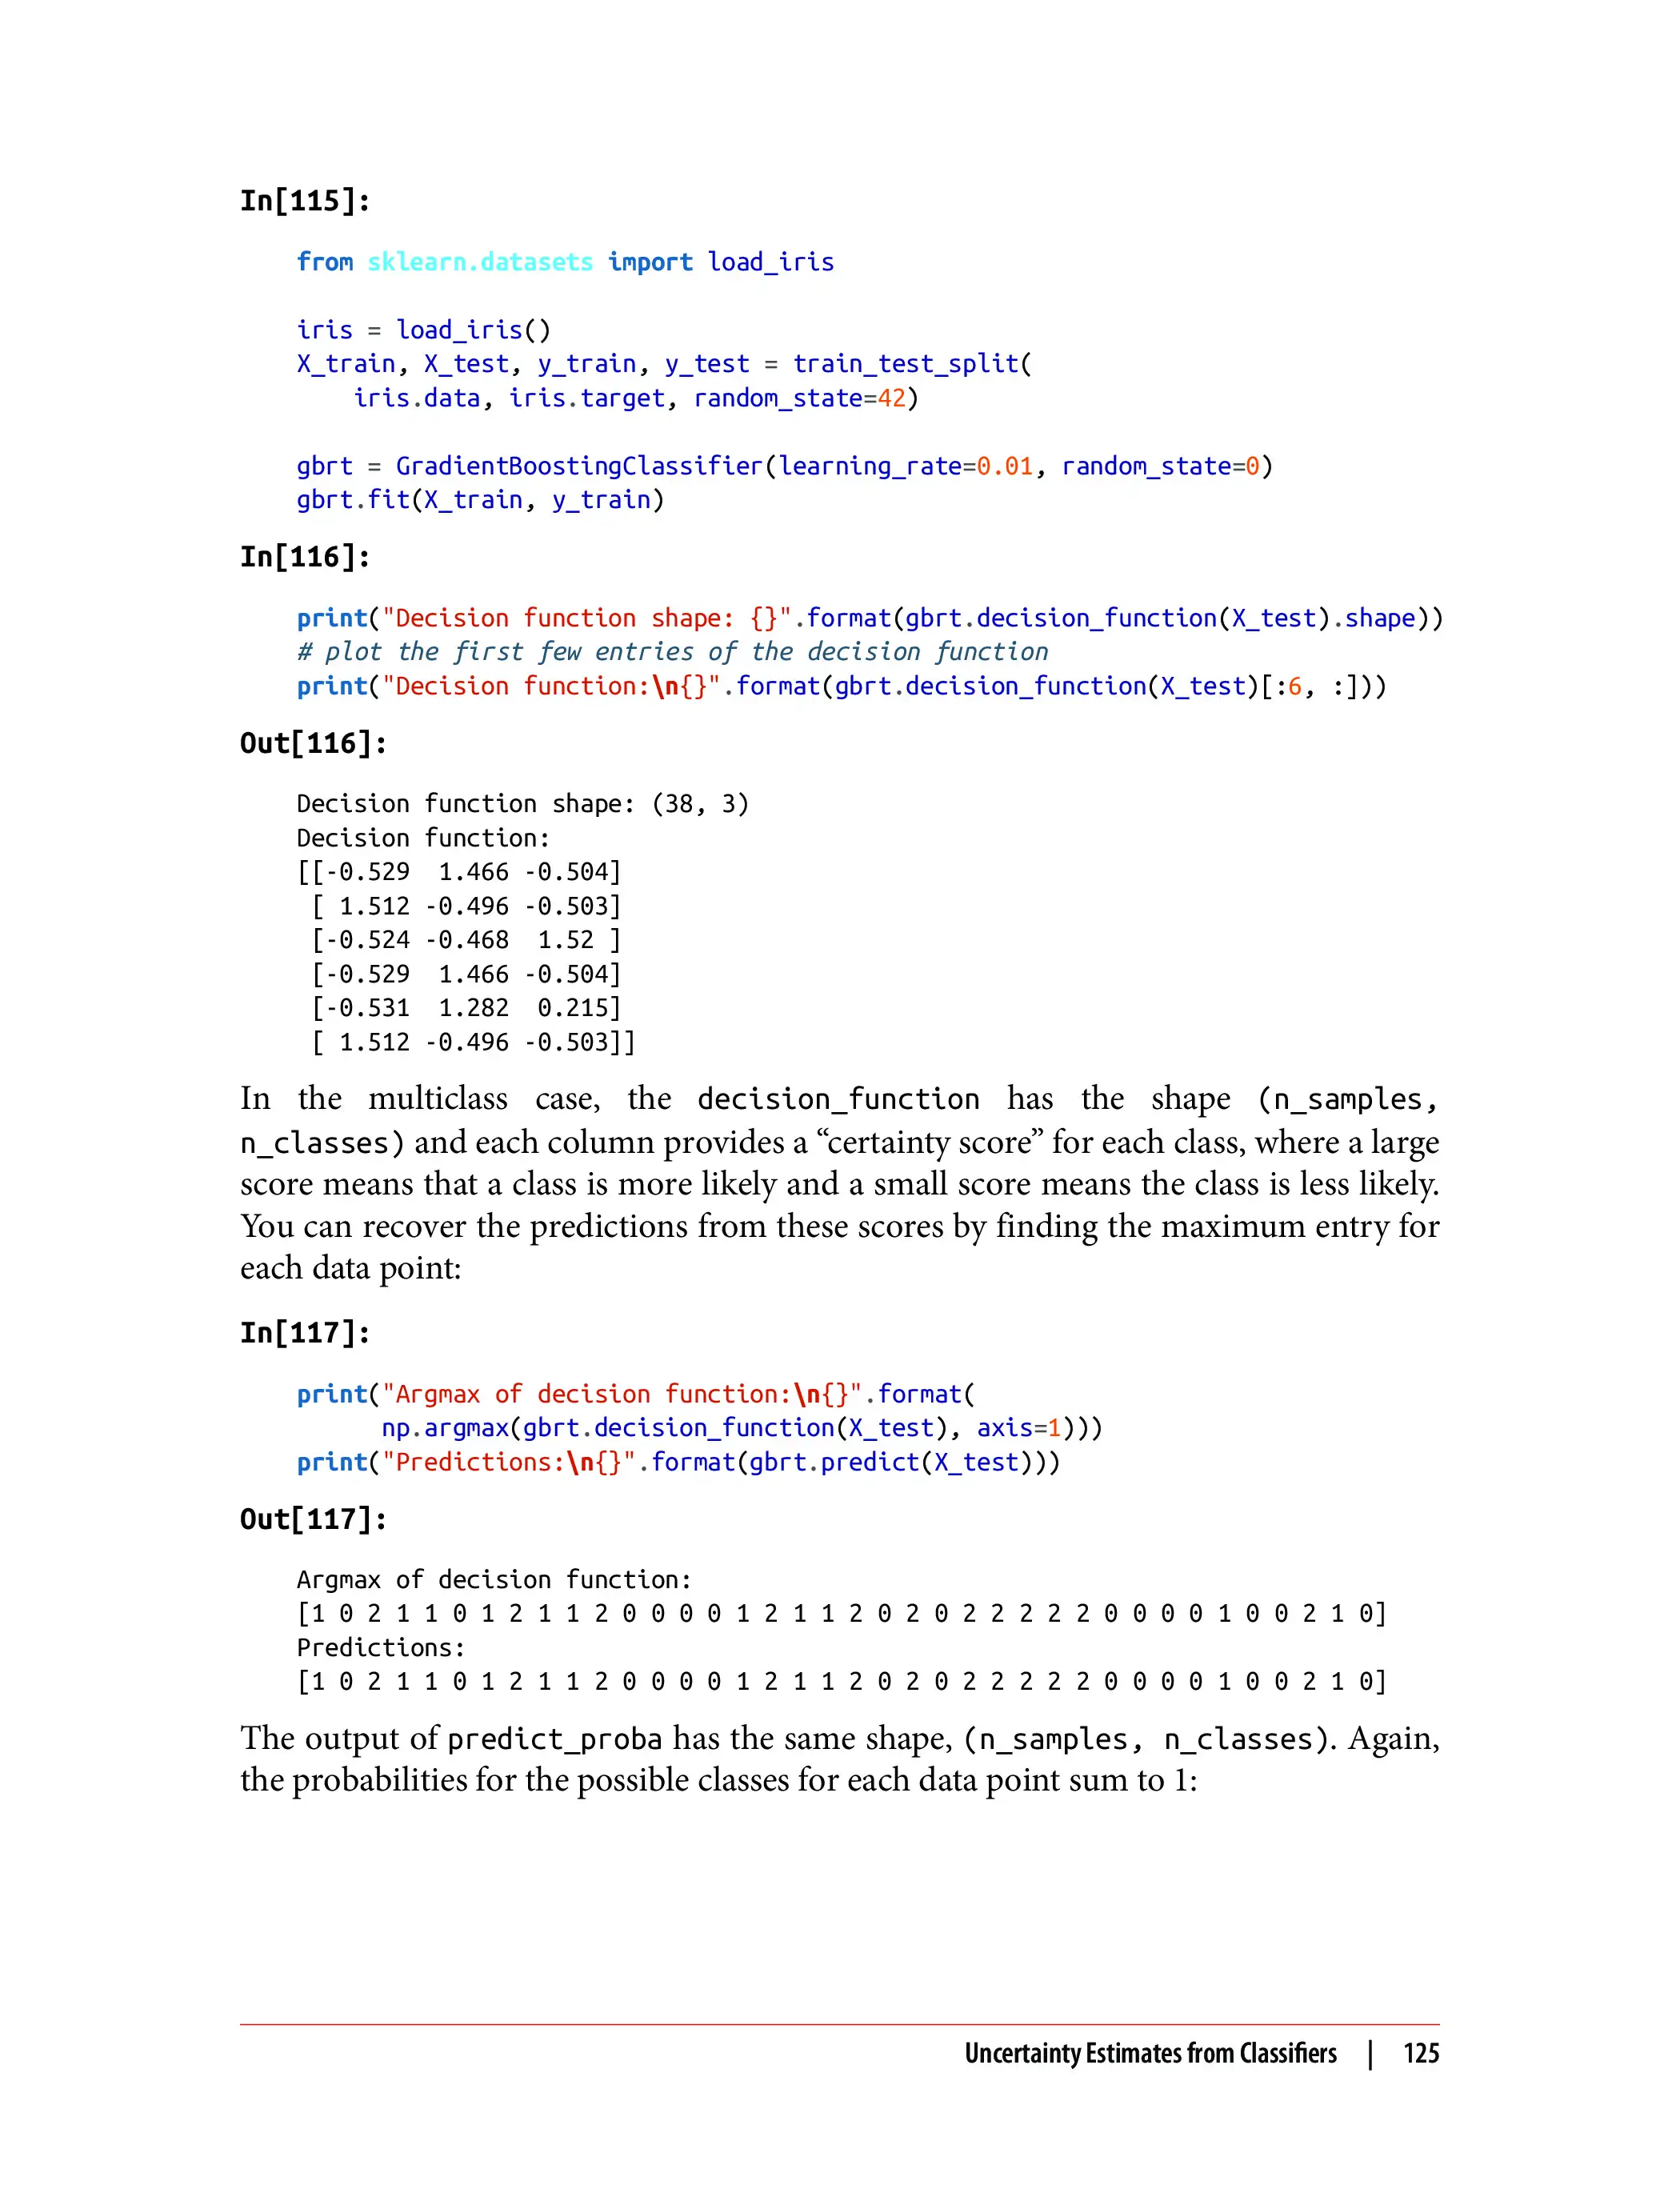 In[115]:
from sklearn.datasets import load_iris
iris = load_iris()
X_train, X_test, y_train, y_test = train_test_split(
    iris.data, iris.target, random_state=42)
gbrt = GradientBoostingClassifier(learning_rate=0.01, random_state=0)
gbrt.fit(X_train, y_train)
In[116]:
print("Decision function shape: {}".format(gbrt.decision_function(X_test).shape))
# plot the first few entries of the decision function
print("Decision function:\n{}".format(gbrt.decision_function(X_test)[:6, :]))
Out[116]:
Decision function shape: (38, 3)
Decision function:
[[-0.529  1.466 -0.504]
 [ 1.512 -0.496 -0.503]
 [-0.524 -0.468  1.52 ]
 [-0.529  1.466 -0.504]
 [-0.531  1.282  0.215]
 [ 1.512 -0.496 -0.503]]
In the multiclass case, the decision_function has the shape (n_samples,
n_classes) and each column provides a “certainty score” for each class, where a large
score means that a class is more likely and a small score means the class is less likely.
You can recover the predictions from these scores by finding the maximum entry for
each data point:
In[117]:
print("Argmax of decision function:\n{}".format(
      np.argmax(gbrt.decision_function(X_test), axis=1)))
print("Predictions:\n{}".format(gbrt.predict(X_test)))
Out[117]:
Argmax of decision function:
[1 0 2 1 1 0 1 2 1 1 2 0 0 0 0 1 2 1 1 2 0 2 0 2 2 2 2 2 0 0 0 0 1 0 0 2 1 0]
Predictions:
[1 0 2 1 1 0 1 2 1 1 2 0 0 0 0 1 2 1 1 2 0 2 0 2 2 2 2 2 0 0 0 0 1 0 0 2 1 0]
The output of predict_proba has the same shape, (n_samples, n_classes). Again,
the probabilities for the possible classes for each data point sum to 1:
Uncertainty Estimates from Classifiers | 125